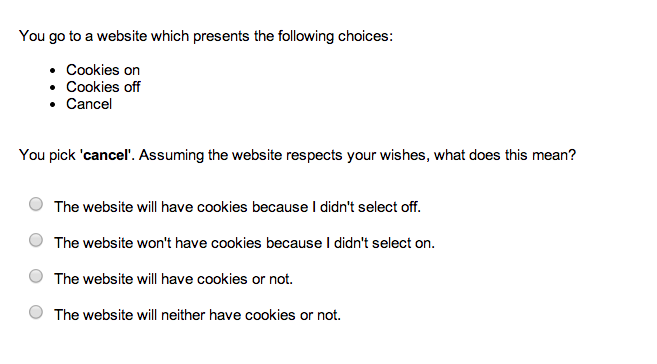 You go to a website which presents the following choices:
• Cookies on
• Cookies off
• Cancel
You pick 'cancel'. Assuming the website respects your wishes, what does this mean?
The website will have cookies because I didn't select off.
The website won't have cookies because I didn't select on.
The website will have cookies or not.
The website will neither have cookies or not.